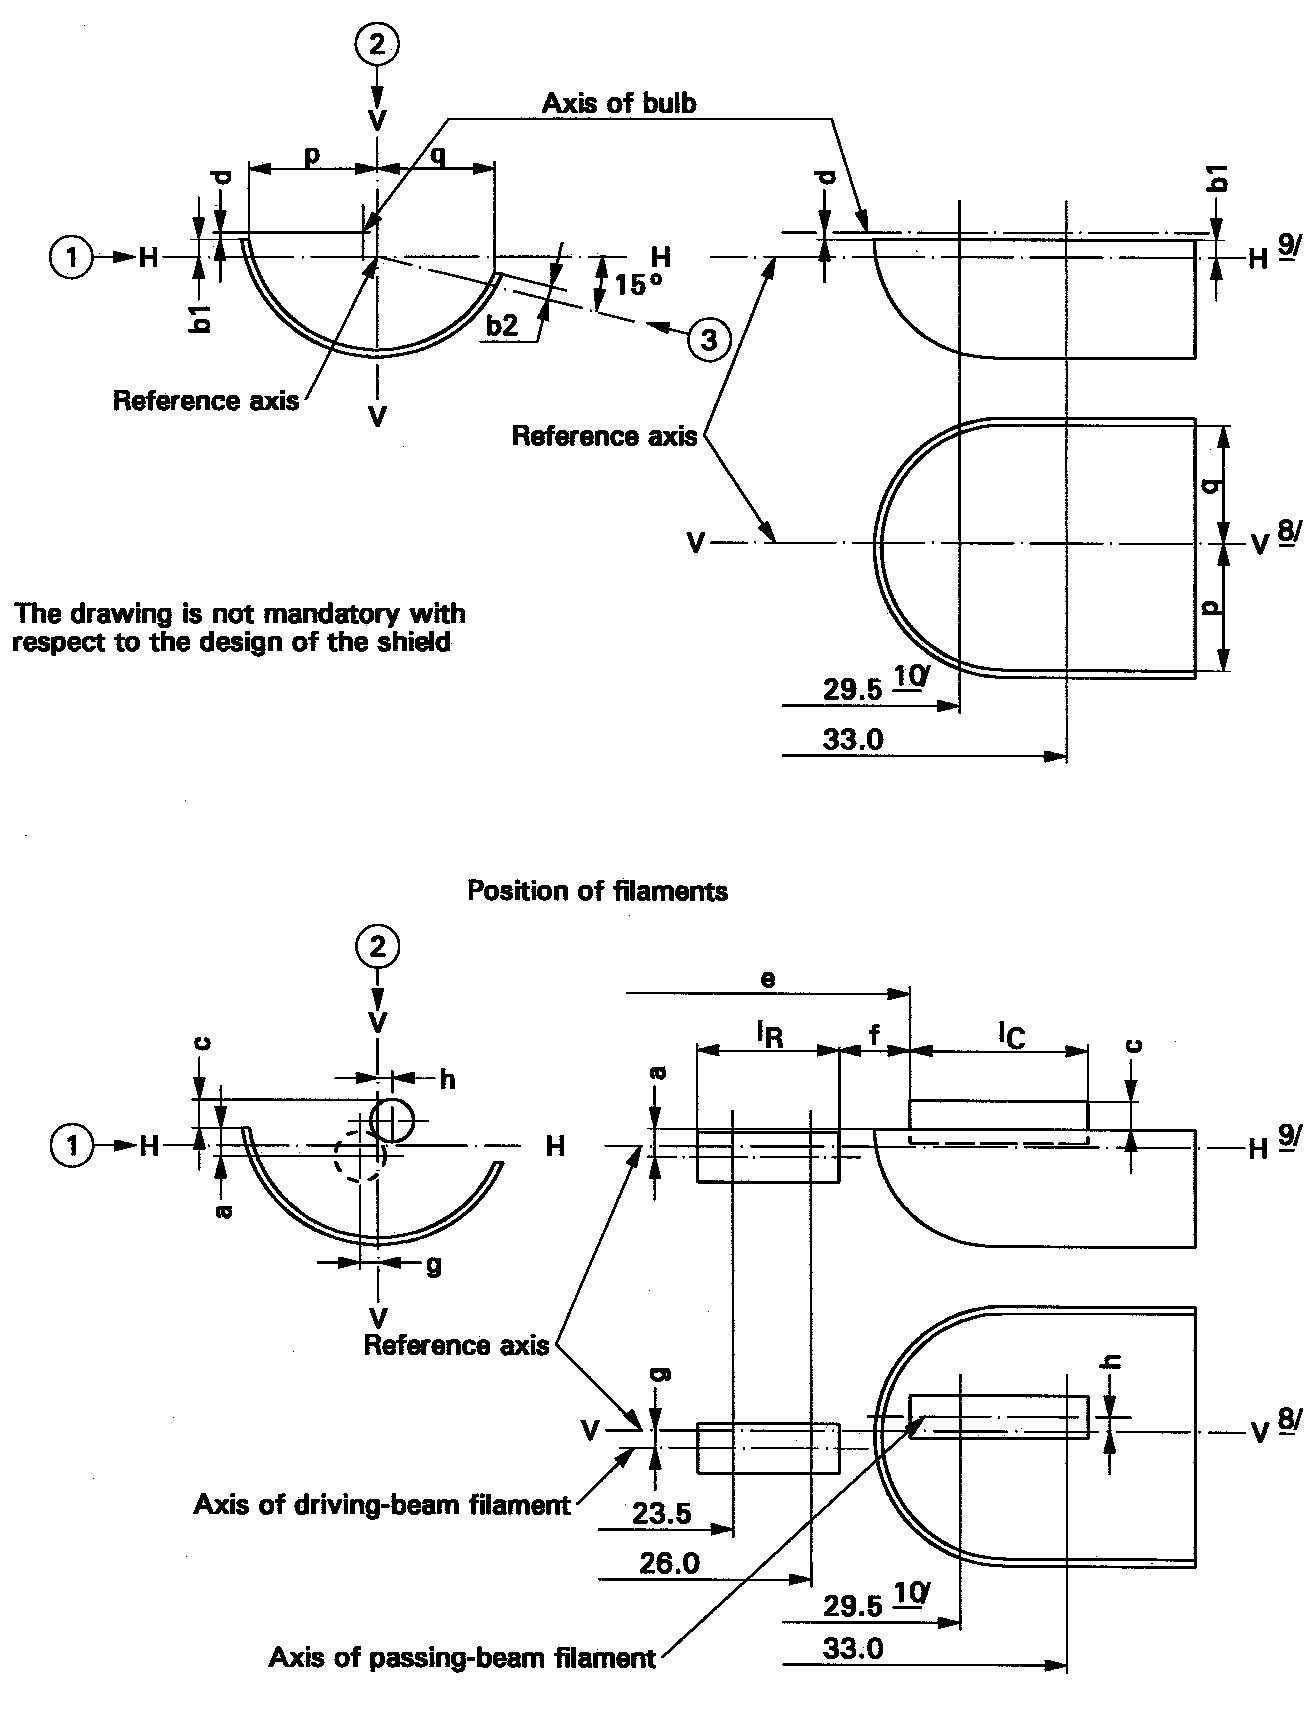 2
V
Axis of bulb
p
q
d
d
b1
1
H
H
H 9/
15°
b1
b2
3
Reference axis
V
Reference axis
q
V
V 8/
The drawing is not mandatory with
respect to the design of the shield
p
29.5 10/
33.0
Position of filaments
2
V
e
lR
f
lC
c
c
a
h
1
H
H
H 9/
a
g
V
Reference axis
g
h
V
V 8/
Axis of driving-beam filament
23.5
26.0
29.5 10/
Axis of passing-beam filament
33.0